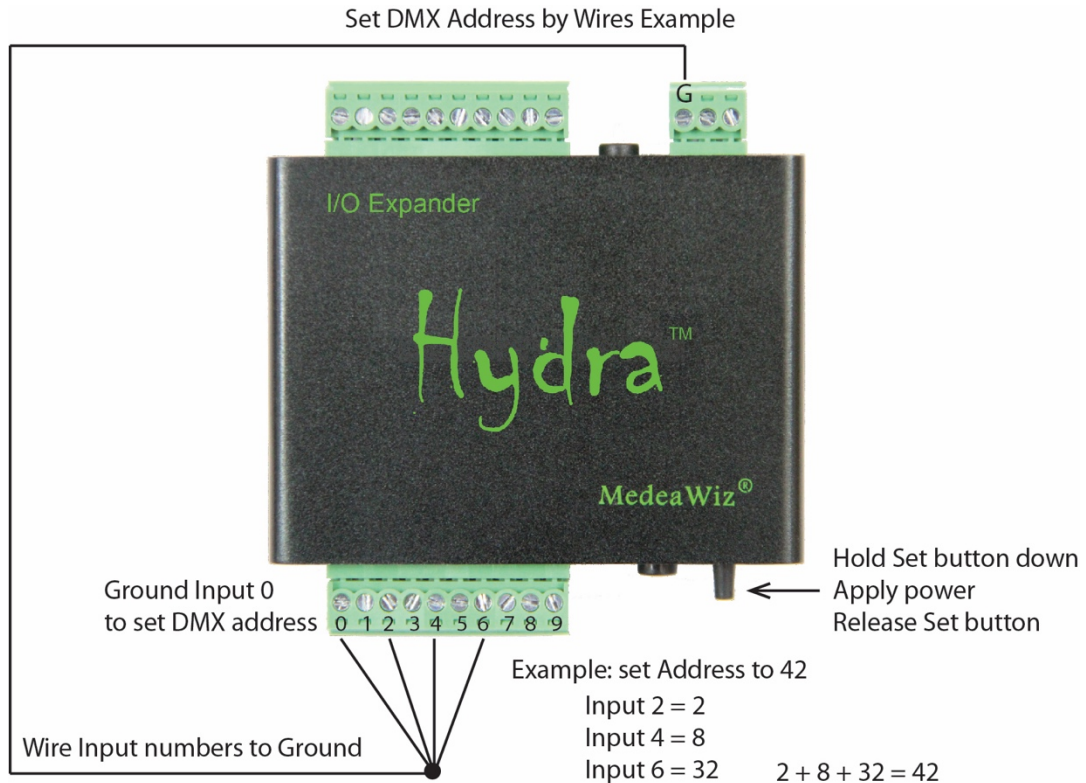 Set DMX Address by Wires Example
G
I/O Expander
Hydra™
MedeaWiz®
Ground Input 0
to set DMX address
0 1 2 3 4 5 6 7 8 9
Hold Set button down
Apply power
Release Set button
Example: set Address to 42
Input 2 = 2
Input 4 = 8
Input 6 = 32 2 + 8 + 32 = 42
Wire Input numbers to Ground